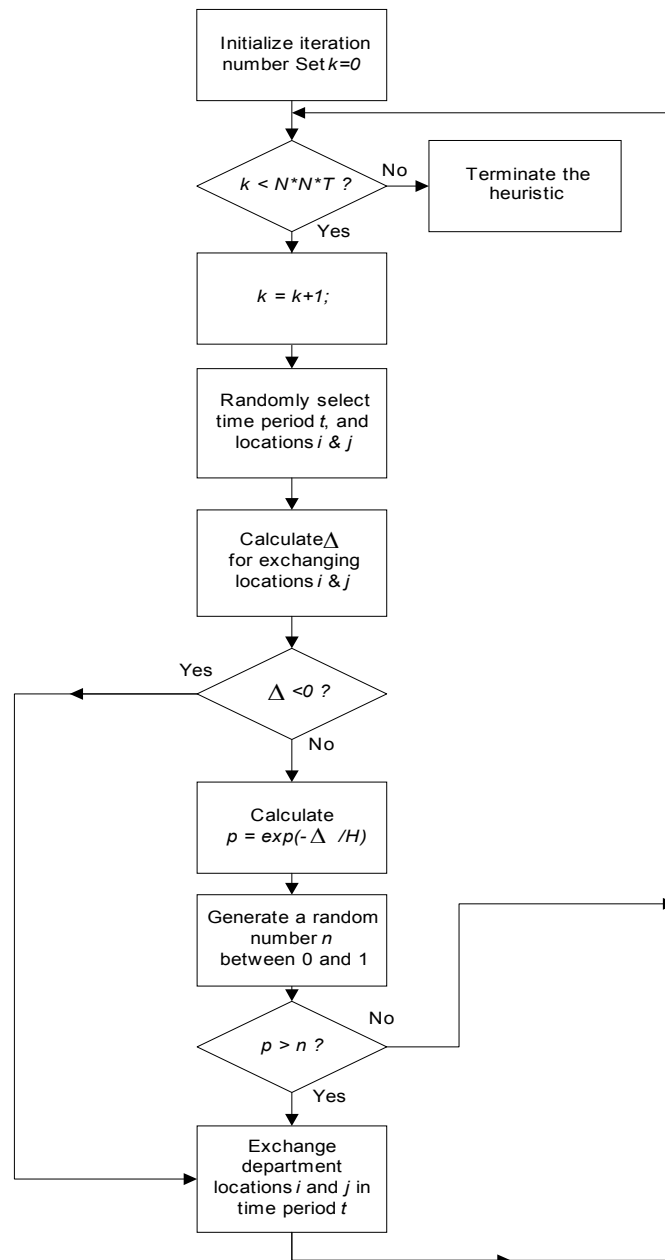 Initialize iteration
number Set k=0
k < N*N*T ?
No
Terminate the
heuristic
Yes
k = k+1;
Randomly select
time period t, and
locations i & j
Calculate Δ
for exchanging
locations i & j
Yes
Δ <0 ?
No
Calculate
p = exp(-Δ /H)
Generate a random
number n
between 0 and 1
No
p > n ?
Yes
Exchange
department
locations i and j in
time period t